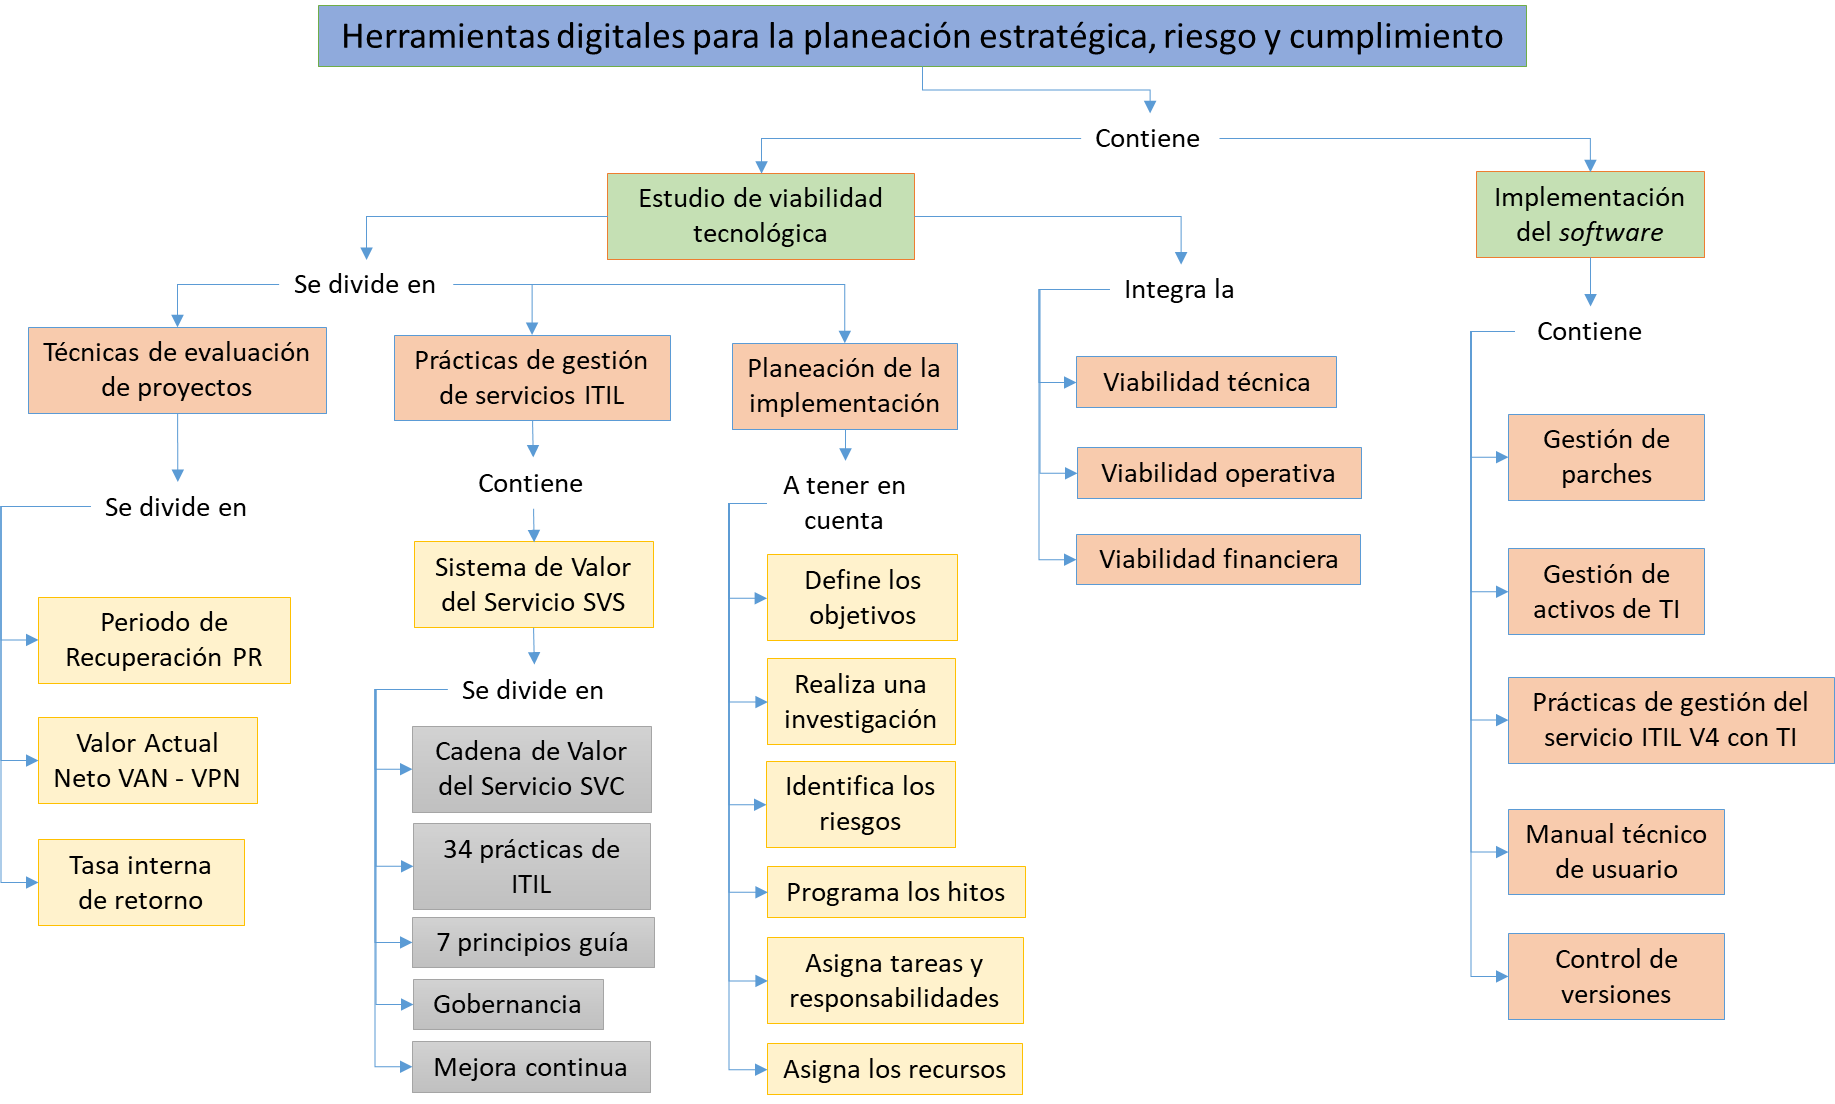 Herramientas digitales para la planeación estratégica, riesgo y cumplimiento
Contiene
Estudio de viabilidad
tecnológica
Se divide en
Técnicas de evaluación
de proyectos
Se divide en
Periodo de
Recuperación PR
Valor Actual
Neto VAN - VPN
Tasa interna
de retorno
Prácticas de gestión
de servicios ITIL
Contiene
Sistema de Valor
del Servicio SVS
Se divide en
Cadena de Valor
del Servicio SVC
34 prácticas de
ITIL
7 principios guía
Gobernancia
Mejora continua
Planeación de la
implementación
A tener en
cuenta
Define los
objetivos
Realiza una
investigación
Identifica los
riesgos
Programa los hitos
Asigna tareas y
responsabilidades
Asigna los recursos
Integra la
Viabilidad técnica
Viabilidad operativa
Viabilidad financiera
Implementación
del software
Contiene
Gestión de
parches
Gestión de
activos de TI
Prácticas de gestión del
servicio ITIL V4 con TI
Manual técnico
de usuario
Control de
versiones